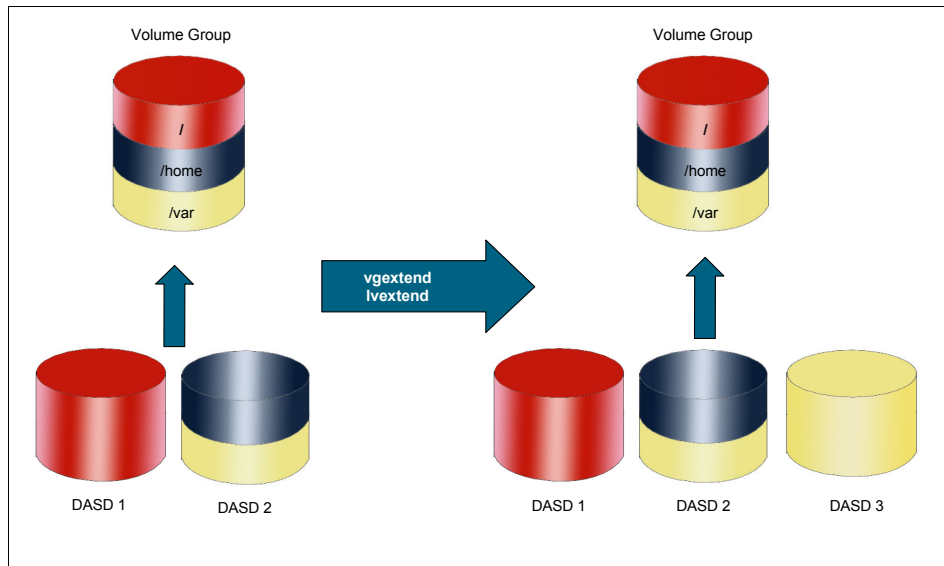 Volume Group
/
/home
/var
DASD 1
DASD 2
vgextend
lvextend
Volume Group
/
/home
/var
DASD 1
DASD 2
DASD 3